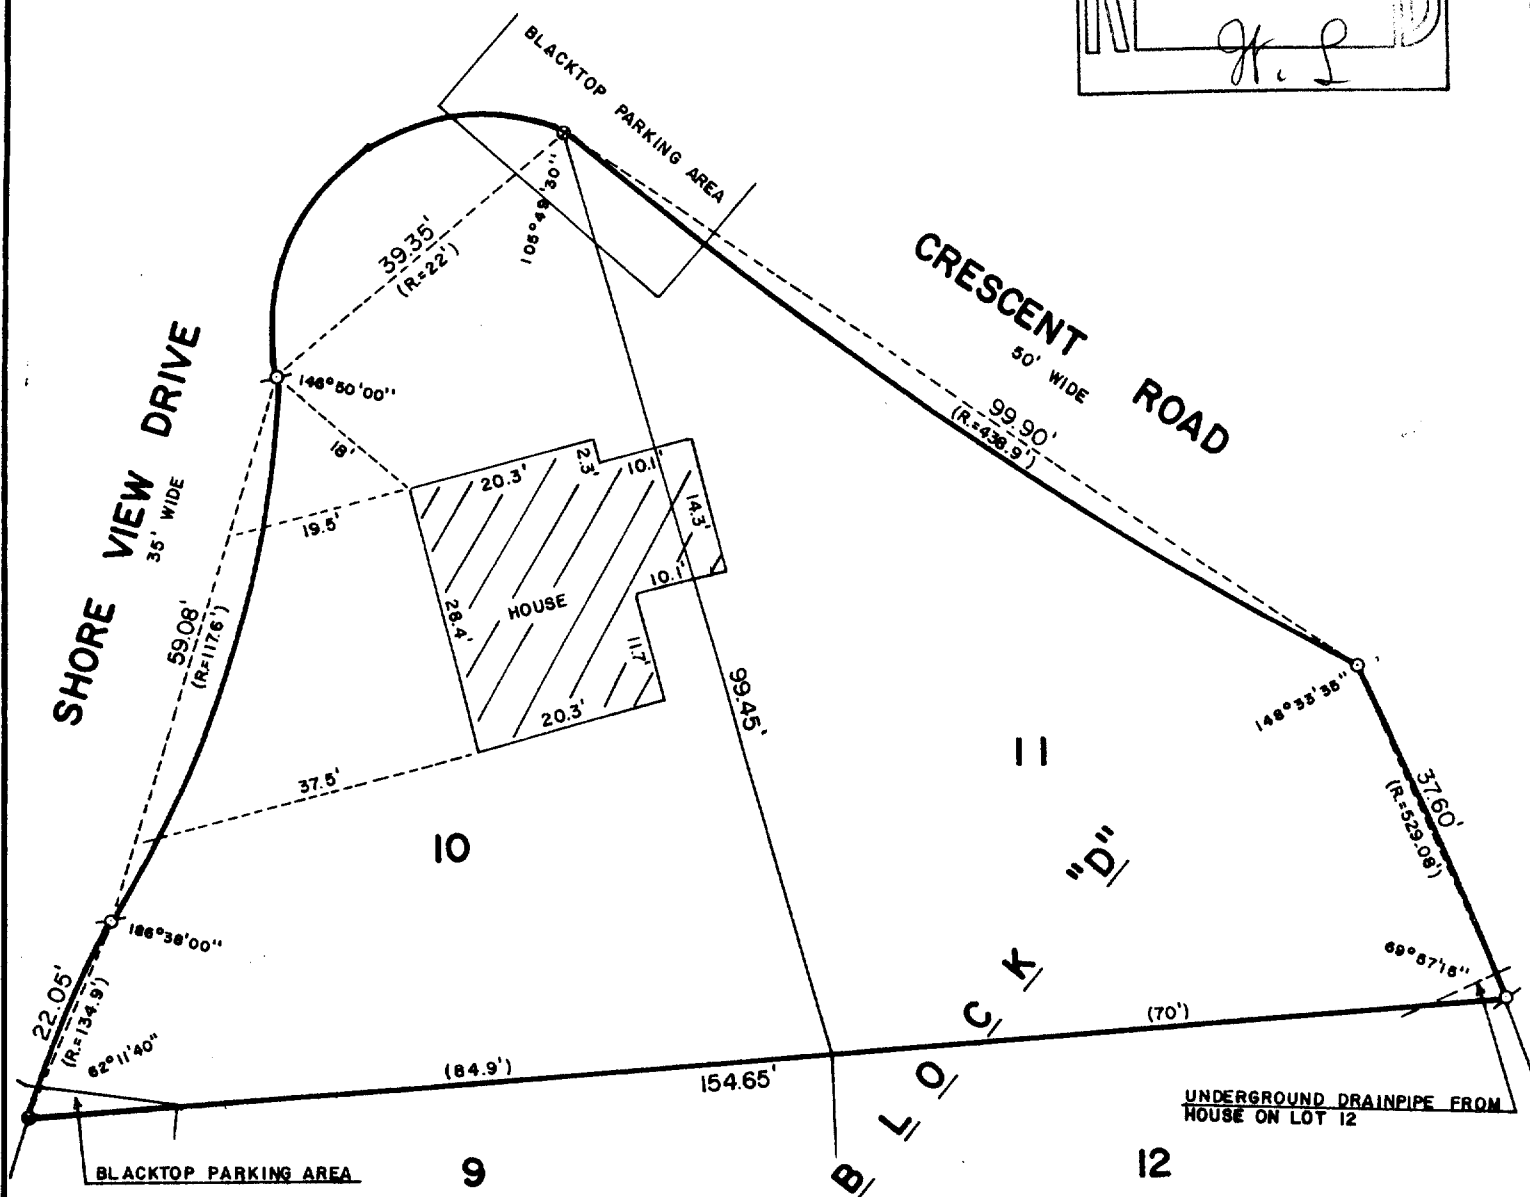 H. L
BLACKTOP PARKING AREA
105°49'30"
39.35'
(R.=22')
CRESCENT ROAD
50' WIDE
99.90'
(R.=438.9')
SHORE VIEW DRIVE
35' WIDE
146°50'00"
18'
19.5'
20.3'
2.3'
10.1'
14.3'
10.1'
HOUSE
28.4'
11.7'
20.3'
59.08'
(R.=117.6')
37.5'
99.45'
10
11
148°33'35"
37.60'
(R.=529.08')
186°38'00"
22.05'
(R.=134.9')
62°11'40"
69°57'15"
(84.9')
154.65'
(70')
BLOCK "D"
UNDERGROUND DRAINPIPE FROM
HOUSE ON LOT 12
BLACKTOP PARKING AREA
9
12